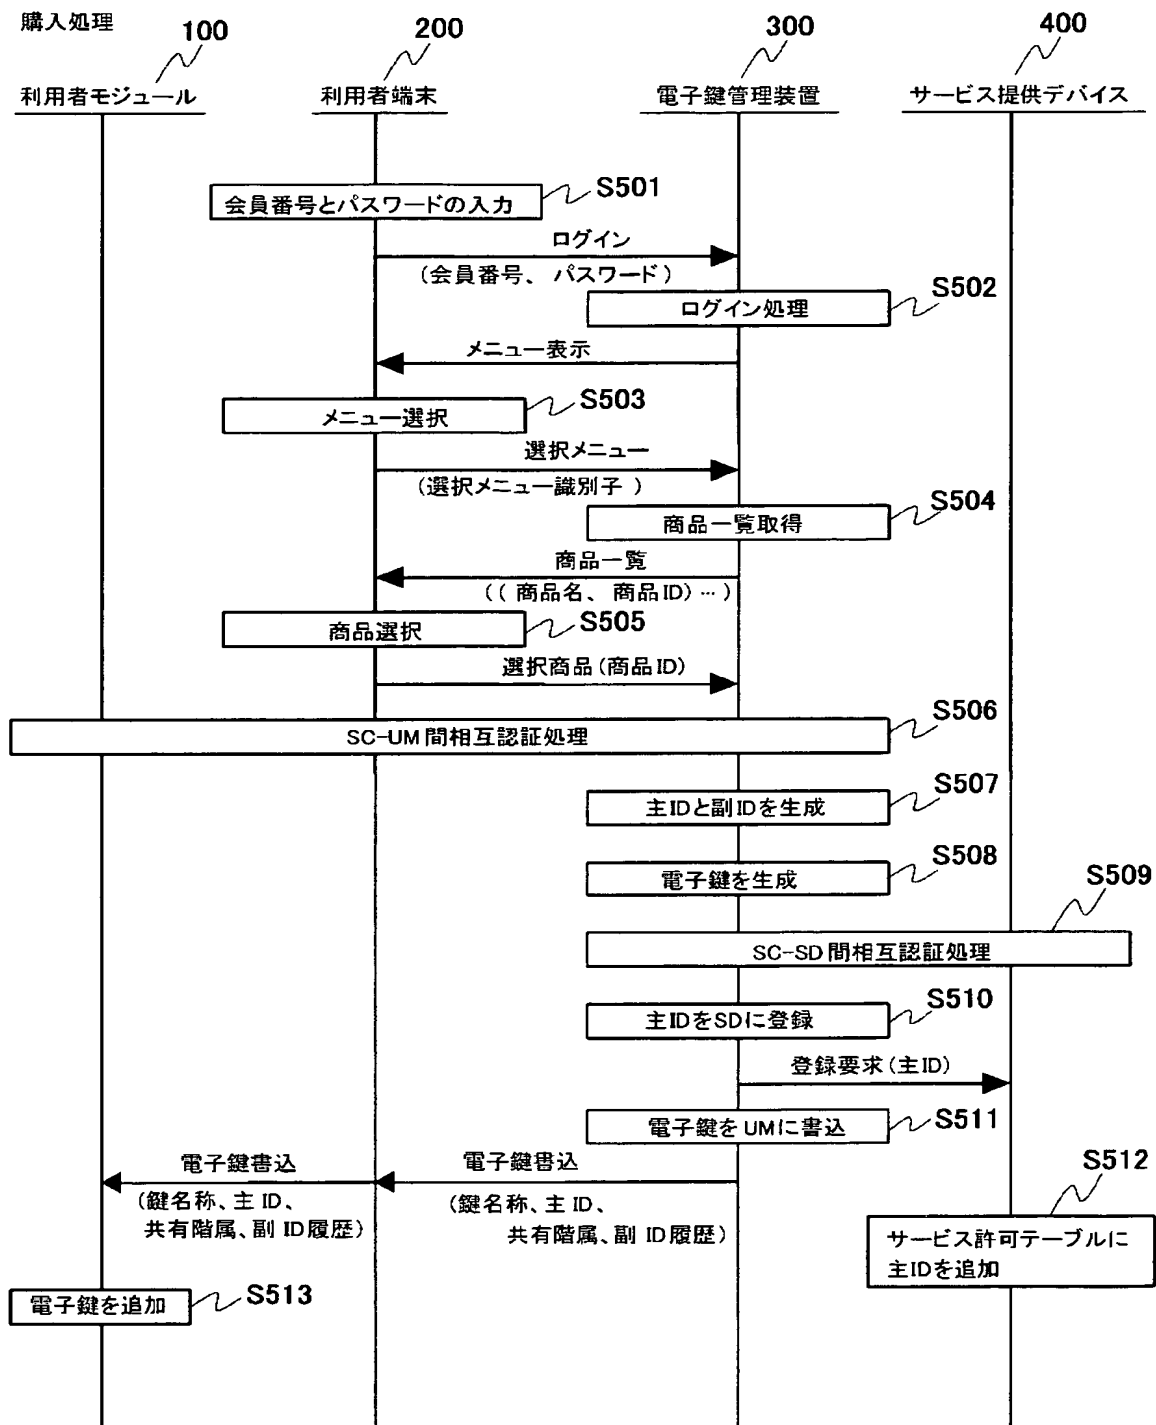 購入処理
100
200
300
400
利用者モジュール
利用者端末
電子鍵管理装置
サービス提供デバイス
会員番号とパスワードの入力
S501
ログイン
(会員番号、パスワード)
ログイン処理
S502
メニュー表示
メニュー選択
S503
選択メニュー
(選択メニュー識別子)
商品一覧取得
S504
商品一覧
((商品名、商品ID)…)
商品選択
S505
選択商品(商品ID)
SC-UM間相互認証処理
S506
主IDと副IDを生成
S507
電子鍵を生成
S508
SC-SD間相互認証処理
S509
主IDをSDに登録
S510
登録要求(主ID)
電子鍵をUMに書込
S511
電子鍵書込
(鍵名称、主ID、
共有階属、副ID履歴)
電子鍵書込
(鍵名称、主ID、
共有階属、副ID履歴)
S512
サービス許可テーブルに
主IDを追加
電子鍵を追加
S513